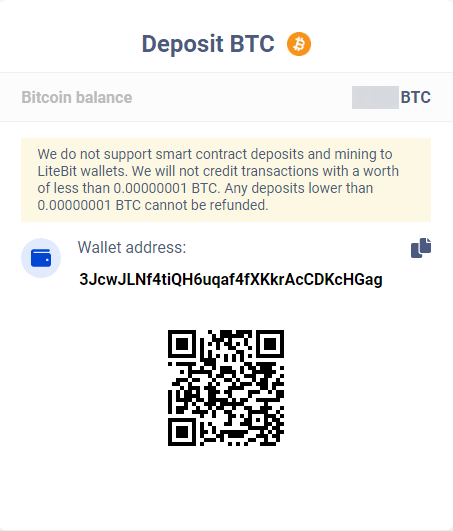 Deposit BTC
Bitcoin balance BTC
We do not support smart contract deposits and mining to
LiteBit wallets. We will not credit transactions with a worth
of less than 0.00000001 BTC. Any deposits lower than
0.00000001 BTC cannot be refunded.
Wallet address:
3JcwJLNf4tiQH6uqaf4fXKkrAcCDKcHGag